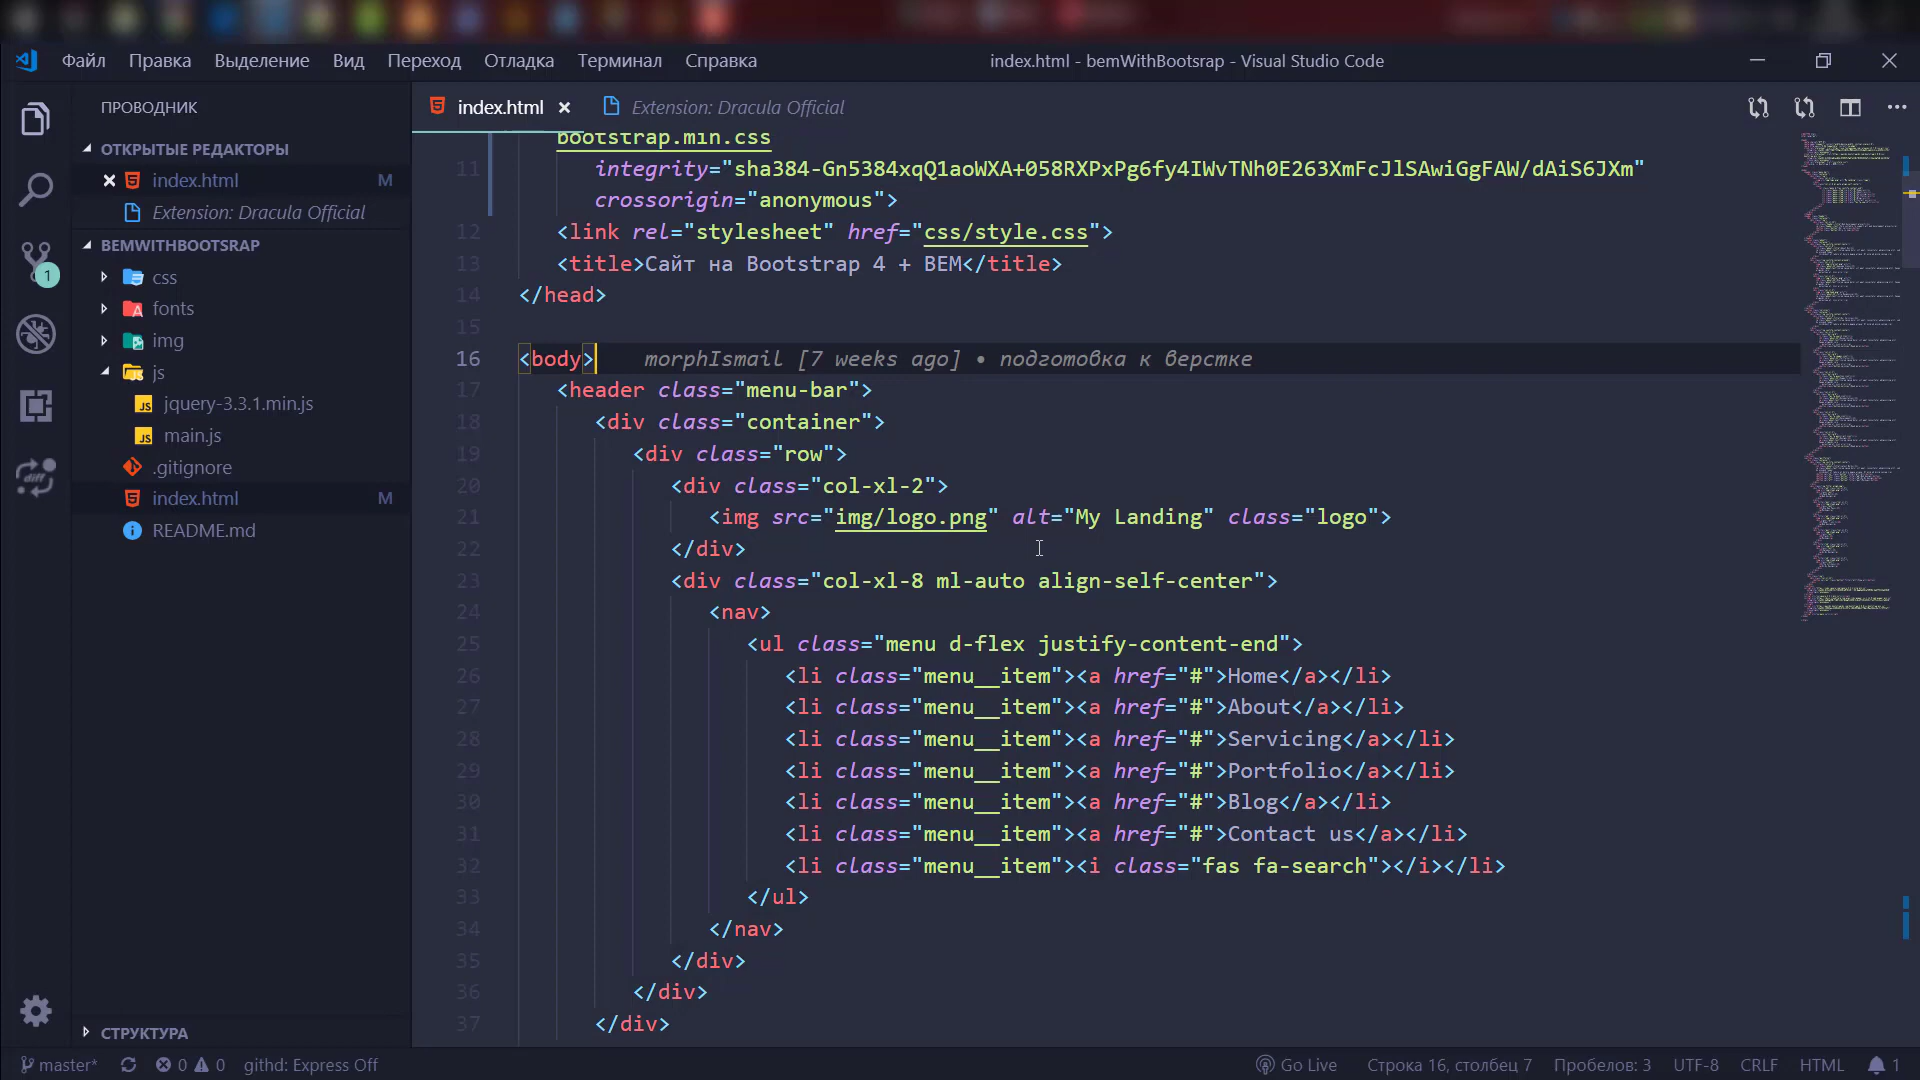 Файл Правка Выделение Вид Переход Отладка Терминал Справка
index.html - bemWithBootsrap - Visual Studio Code
ПРОВОДНИК
ОТКРЫТЫЕ РЕДАКТОРЫ
index.html M
Extension: Dracula Official
BEMWITHBOOTSRAP
css
fonts
img
js
jquery-3.3.1.min.js
main.js
.gitignore
index.html M
README.md
СТРУКТУРА
1
diff
index.html
Extension: Dracula Official
bootstrap.min.css
11 integrity="sha384-Gn5384xqQ1aoWXA+058RXPxPg6fy4IWvTNh0E263XmFcJlSAwiGgFAW/dAiS6JXm"
crossorigin="anonymous">
12 <link rel="stylesheet" href="css/style.css">
13 <title>Сайт на Bootstrap 4 + BEM</title>
14 </head>
15
16 <body> morphIsmail [7 weeks ago] • подготовка к верстке
17 <header class="menu-bar">
18 <div class="container">
19 <div class="row">
20 <div class="col-xl-2">
21 <img src="img/logo.png" alt="My Landing" class="logo">
22 </div>
23 <div class="col-xl-8 ml-auto align-self-center">
24 <nav>
25 <ul class="menu d-flex justify-content-end">
26 <li class="menu__item"><a href="#">Home</a></li>
27 <li class="menu__item"><a href="#">About</a></li>
28 <li class="menu__item"><a href="#">Servicing</a></li>
29 <li class="menu__item"><a href="#">Portfolio</a></li>
30 <li class="menu__item"><a href="#">Blog</a></li>
31 <li class="menu__item"><a href="#">Contact us</a></li>
32 <li class="menu__item"><i class="fas fa-search"></i></li>
33 </ul>
34 </nav>
35 </div>
36 </div>
37 </div>
master* 0 0 githd: Express Off
Go Live Строка 16, столбец 7 Пробелов: 3 UTF-8 CRLF HTML 1